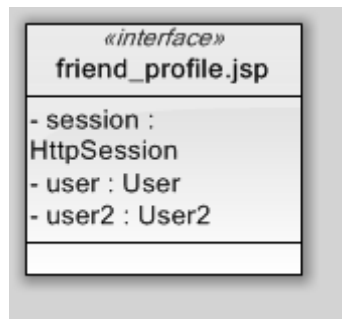 «interface»
friend_profile.jsp
- session :
HttpSession
- user : User
- user2 : User2